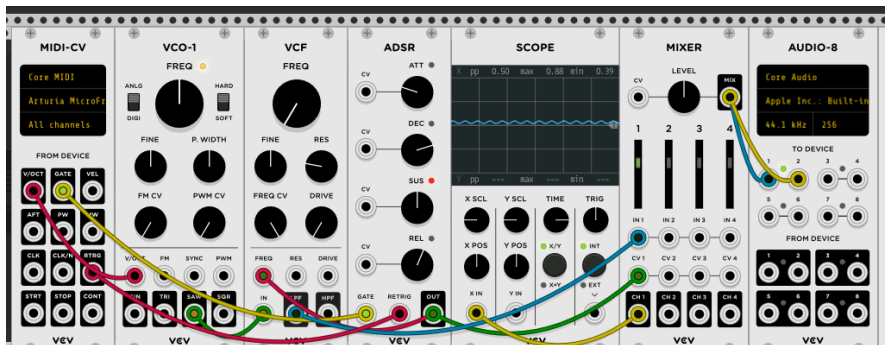 MIDI-CV
Core MIDI
Arturia MicroFr
All channels
FROM DEVICE
V/OCT GATE VEL
AFT PW
CLK CLK/N RTRG
STRT STOP CONT
VCV
VCO-1
FREQ
ANLG HARD
DIGI SOFT
FINE P. WIDTH
FM CV PWM CV
V/OCT FM SYNC PWM
TRI SAW SQR
VCV
VCF
FREQ
FINE RES
FREQ CV DRIVE
FREQ RES DRIVE
IN LPF HPF
VCV
ADSR
ATT
CV
DEC
CV
SUS
CV
REL
CV
GATE RETRIG OUT
VCV
SCOPE
X pp 0.50 max 0.88 min 0.39
Y pp --- max --- min ---
X SCL Y SCL TIME TRIG
X/Y INT
X POS Y POS
X×Y EXT
X IN Y IN
VCV
MIXER
LEVEL
CV MIX
1 2 3 4
IN 1 IN 2 IN 3 IN 4
CV 1 CV 2 CV 3 CV 4
CH 1 CH 2 CH 3 CH 4
VCV
AUDIO-8
Core Audio
Apple Inc.: Built-in
44.1 kHz 256
TO DEVICE
1 2 3 4
5 6 7 8
FROM DEVICE
1 2 3 4
5 6 7 8
VCV